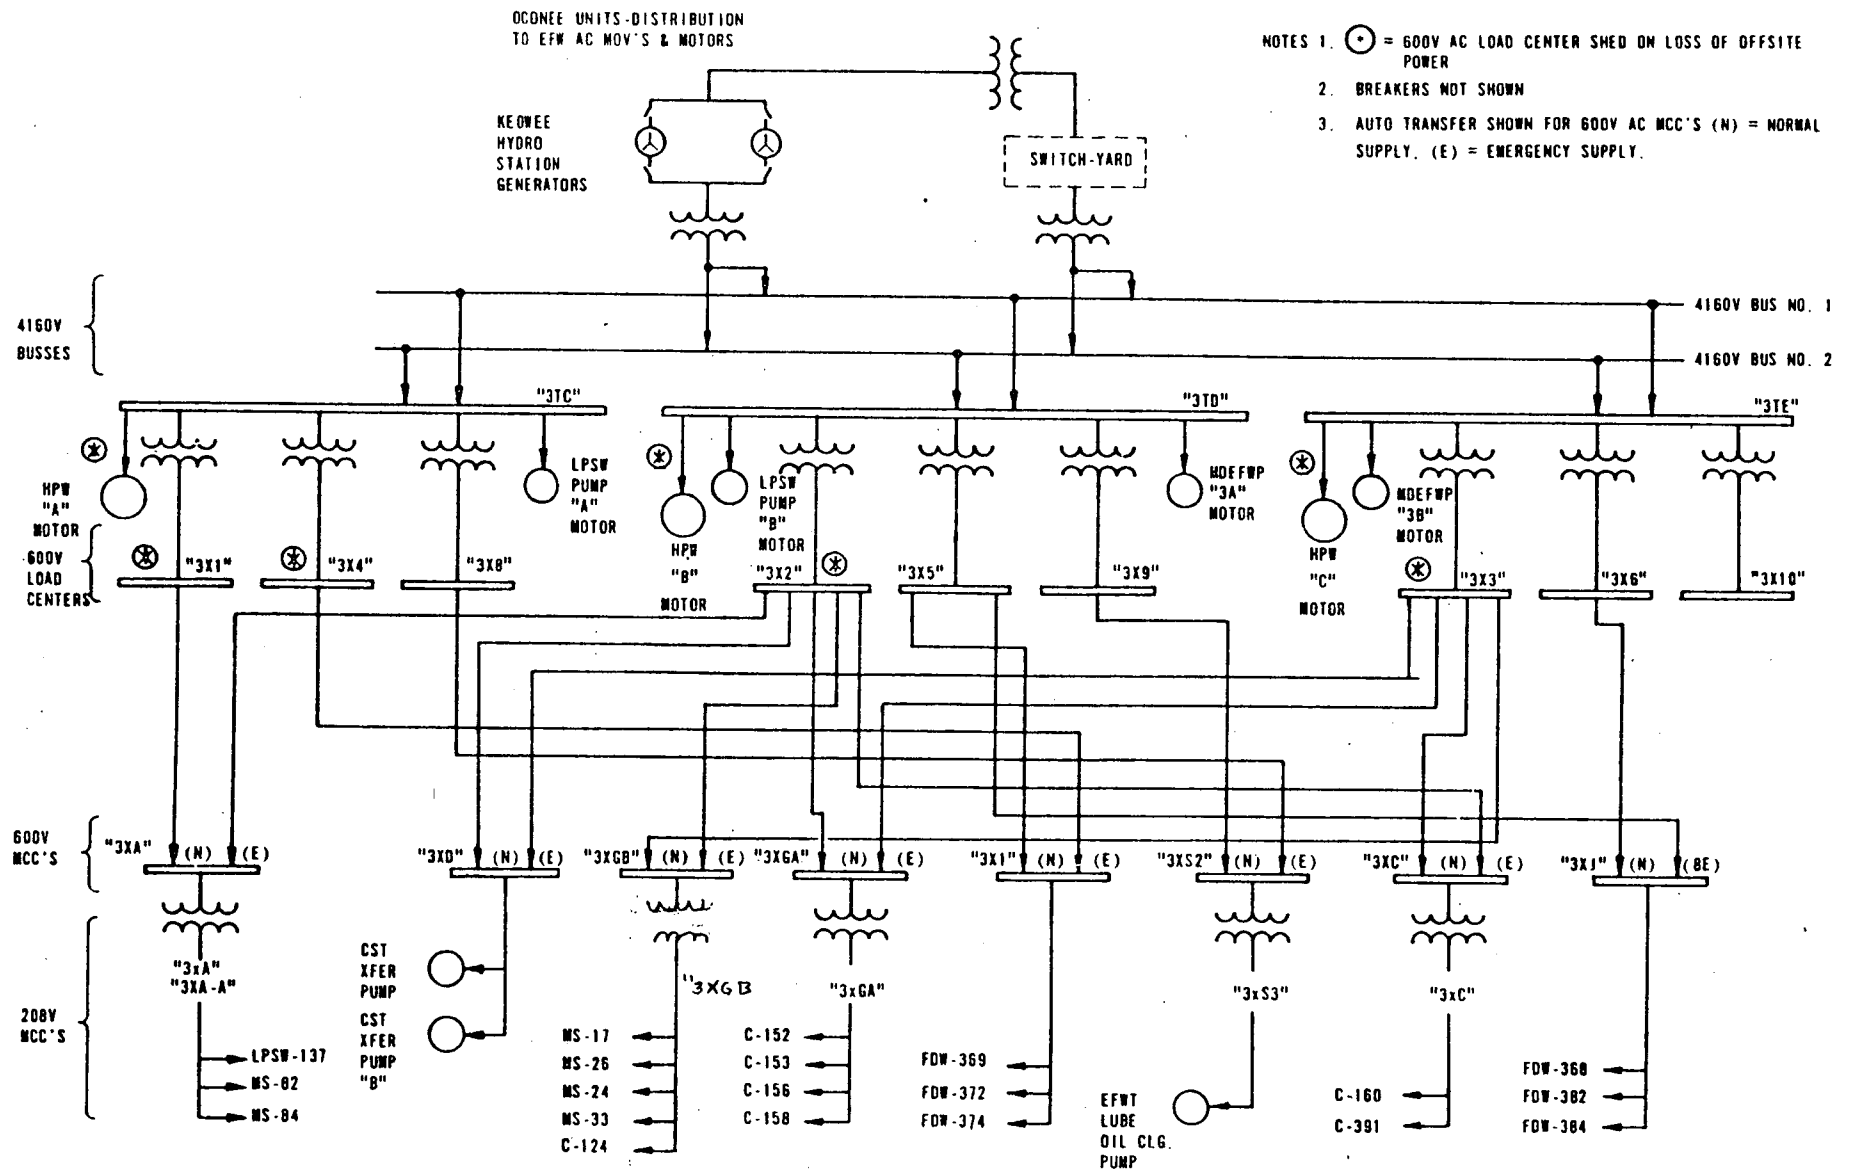 OCONEE UNITS-DISTRIBUTION
TO EFW AC MOV'S & MOTORS
NOTES 1. = 600V AC LOAD CENTER SHED ON LOSS OF OFFSITE
POWER
2. BREAKERS NOT SHOWN
3. AUTO TRANSFER SHOWN FOR 600V AC MCC'S (N) = NORMAL
SUPPLY. (E) = EMERGENCY SUPPLY.
KEOWEE
HYDRO
STATION
GENERATORS
SWITCH-YARD
4160V
BUSSES
4160V BUS NO. 1
4160V BUS NO. 2
"3TC"
"3TD"
"3TE"
HPW
"A"
MOTOR
LPSW
PUMP
"A"
MOTOR
HPW
"B"
MOTOR
LPSW
PUMP
"B"
MOTOR
MDEFWP
"3A"
MOTOR
HPW
"C"
MOTOR
MDEFWP
"3B"
MOTOR
600V
LOAD
CENTERS
"3X1"
"3X4"
"3X8"
"3X2"
"3X5"
"3X9"
"3X3"
"3X6"
"3X10"
600V
MCC'S
"3XA" (N) (E)
"3XD" (N) (E)
"3XGB" (N) (E)
"3XGA" (N) (E)
"3X1" (N) (E)
"3XS2" (N) (E)
"3XC" (N) (E)
"3XJ" (N) (BE)
208V
MCC'S
"3xA"
"3XA-A"
LPSW-137
MS-82
MS-84
CST
XFER
PUMP
CST
XFER
PUMP
"B"
"3XGB
MS-17
MS-26
MS-24
MS-33
C-124
"3xGA"
C-152
C-153
C-156
C-158
FDW-369
FDW-372
FDW-374
"3xS3"
EFWT
LUBE
OIL CLG.
PUMP
"3xC"
C-160
C-391
FDW-368
FDW-382
FDW-384